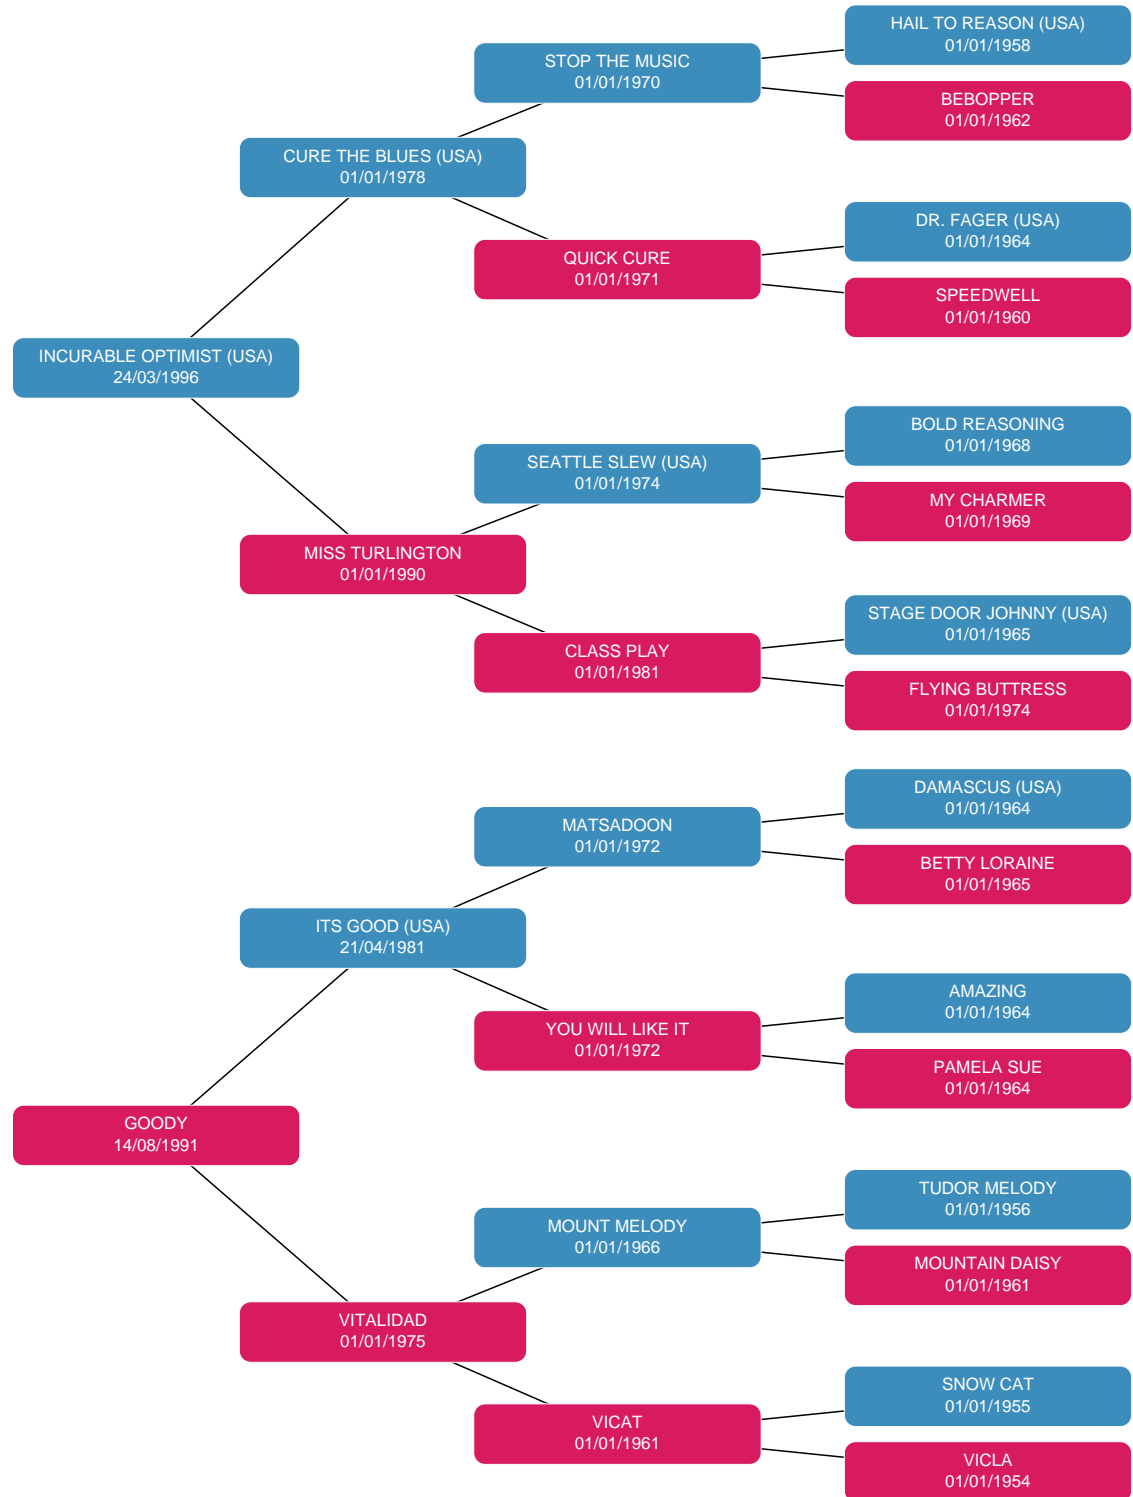 HAIL TO REASON (USA)
01/01/1958
STOP THE MUSIC
01/01/1970
BEBOPPER
01/01/1962
CURE THE BLUES (USA)
01/01/1978
DR. FAGER (USA)
01/01/1964
QUICK CURE
01/01/1971
SPEEDWELL
01/01/1960
INCURABLE OPTIMIST (USA)
24/03/1996
BOLD REASONING
01/01/1968
SEATTLE SLEW (USA)
01/01/1974
MY CHARMER
01/01/1969
MISS TURLINGTON
01/01/1990
STAGE DOOR JOHNNY (USA)
01/01/1965
CLASS PLAY
01/01/1981
FLYING BUTTRESS
01/01/1974
DAMASCUS (USA)
01/01/1964
MATSADOON
01/01/1972
BETTY LORAINE
01/01/1965
ITS GOOD (USA)
21/04/1981
AMAZING
01/01/1964
YOU WILL LIKE IT
01/01/1972
PAMELA SUE
01/01/1964
GOODY
14/08/1991
TUDOR MELODY
01/01/1956
MOUNT MELODY
01/01/1966
MOUNTAIN DAISY
01/01/1961
VITALIDAD
01/01/1975
SNOW CAT
01/01/1955
VICAT
01/01/1961
VICLA
01/01/1954